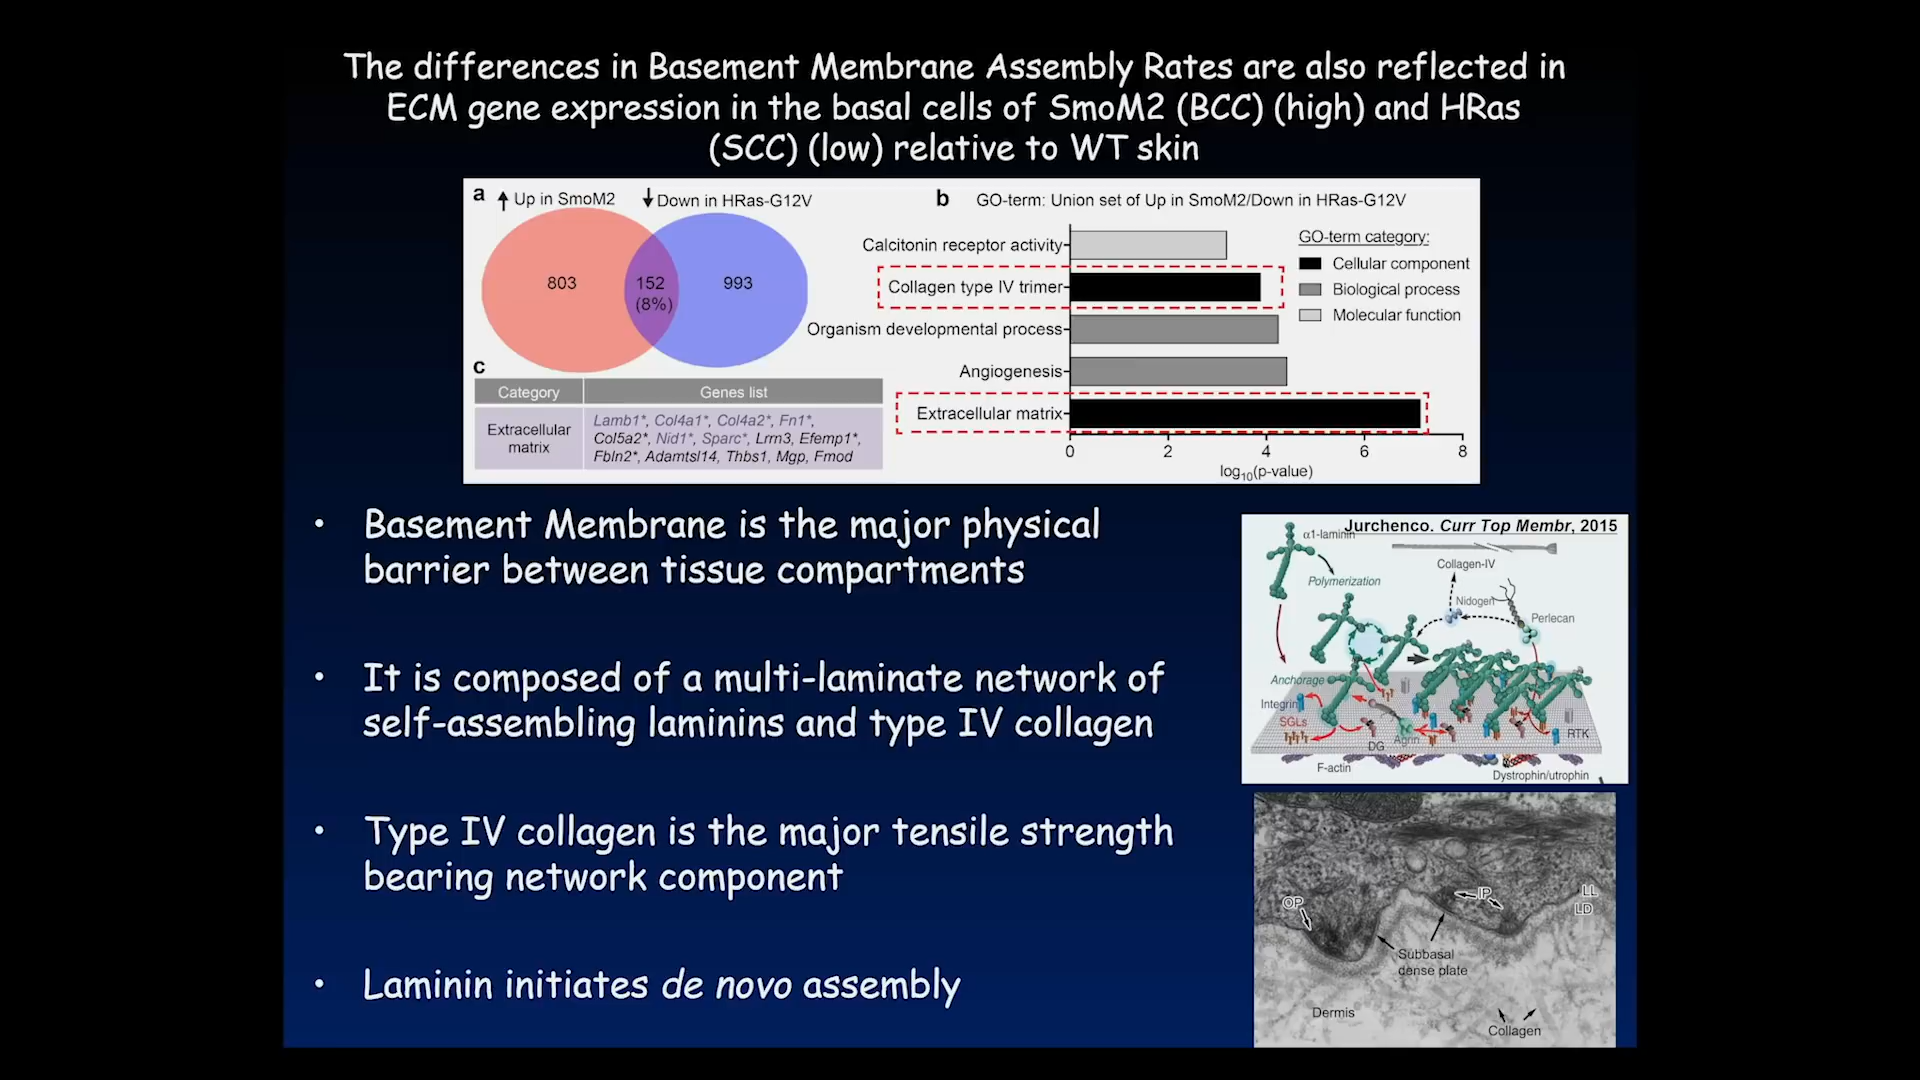 The differences in Basement Membrane Assembly Rates are also reflected in
ECM gene expression in the basal cells of SmoM2 (BCC) (high) and HRas
(SCC) (low) relative to WT skin
a
Up in SmoM2
Down in HRas-G12V
803
152
(8%)
993
b
GO-term: Union set of Up in SmoM2/Down in HRas-G12V
Calcitonin receptor activity
Collagen type IV trimer
Organism developmental process
Angiogenesis
Extracellular matrix
0 2 4 6 8
log10(p-value)
GO-term category:
Cellular component
Biological process
Molecular function
c
Category Genes list
Extracellular
matrix
Lamb1*, Col4a1*, Col4a2*, Fn1*,
Col5a2*, Nid1*, Sparc*, Lrrn3, Efemp1*,
Fbln2*, Adamtsl14, Thbs1, Mgp, Fmod
• Basement Membrane is the major physical
barrier between tissue compartments
• It is composed of a multi-laminate network of
self-assembling laminins and type IV collagen
• Type IV collagen is the major tensile strength
bearing network component
• Laminin initiates de novo assembly
Jurchenco. Curr Top Membr, 2015
α1-laminin
Collagen-IV
Polymerization
Nidogen
Perlecan
Anchorage
Integrin
SGLs
DG
Agrin
RTK
F-actin
Dystrophin/utrophin
OP
IP
LL
LD
Subbasal
dense plate
Dermis
Collagen